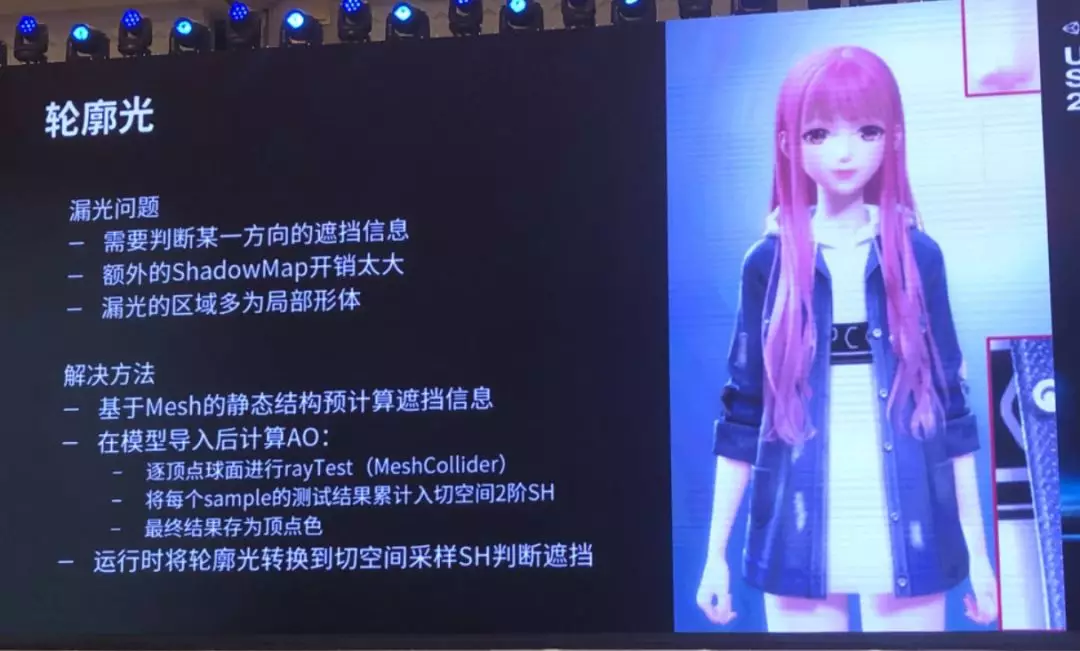 轮廓光
漏光问题
– 需要判断某一方向的遮挡信息
– 额外的ShadowMap开销太大
– 漏光的区域多为局部形体
解决方法
– 基于Mesh的静态结构预计算遮挡信息
– 在模型导入后计算AO：
– 逐顶点球面进行rayTest（MeshCollider）
– 将每个sample的测试结果累计入切空间2阶SH
– 最终结果存为顶点色
– 运行时将轮廓光转换到切空间采样SH判断遮挡
U
S
2